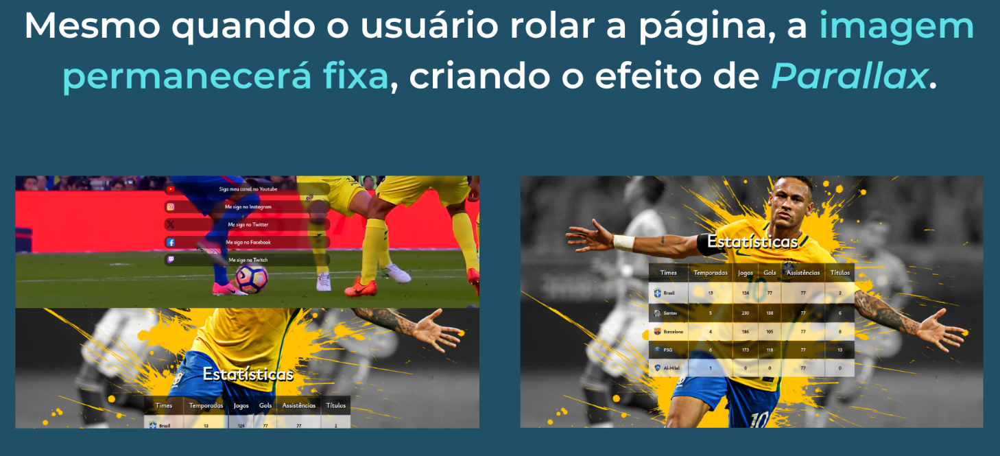 Mesmo quando o usuário rolar a página, a imagem
permanecerá fixa, criando o efeito de Parallax.
Siga meu canal no Youtube
Me siga no Instagram
Me siga no Twitter
Me siga no Facebook
Me siga na Twitch
Estatísticas
Times Temporadas Jogos Gols Assistências Títulos
Brasil 13 124 77 77 2
Estatísticas
Times Temporadas Jogos Gols Assistências Títulos
Brasil 13 124 77 77 2
Santos 5 230 138 77 6
Barcelona 4 186 105 77 8
PSG 6 173 118 77 13
Al-Hilal 1 0 0 77 0
10
10